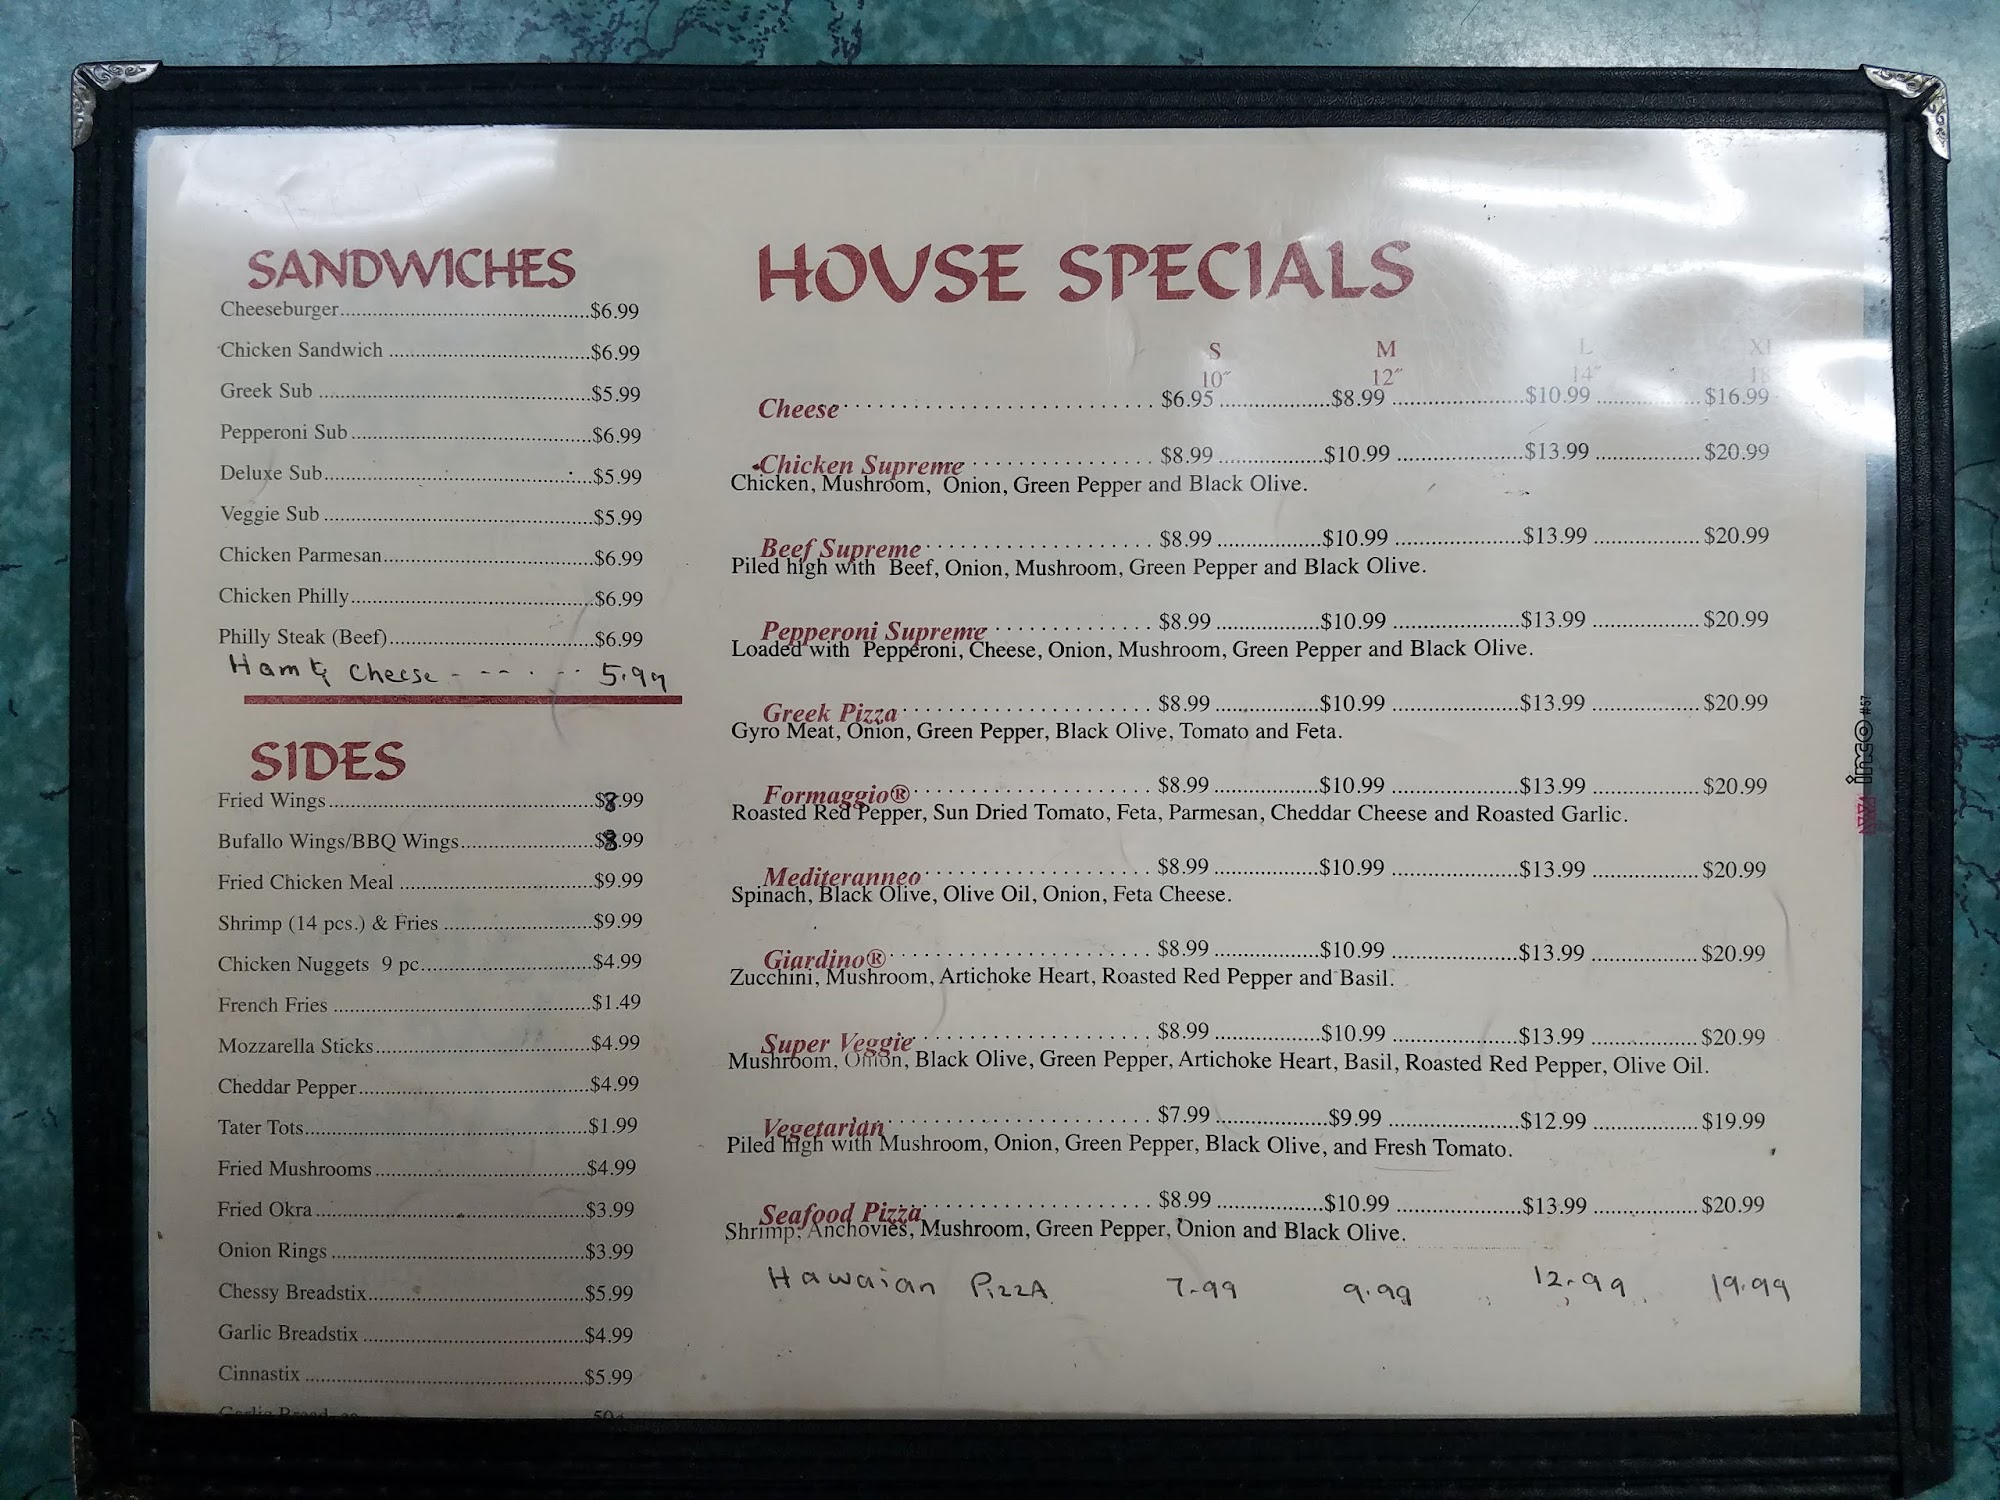 SANDWICHES
Cheeseburger..........$6.99
Chicken Sandwich..........$6.99
Greek Sub..........$5.99
Pepperoni Sub..........$6.99
Deluxe Sub..........$5.99
Veggie Sub..........$5.99
Chicken Parmesan..........$6.99
Chicken Philly..........$6.99
Philly Steak (Beef)..........$6.99
Ham & Cheese - - - . - - 5.99
SIDES
Fried Wings..........$8.99
Bufallo Wings/BBQ Wings..........$8.99
Fried Chicken Meal..........$9.99
Shrimp (14 pcs.) & Fries..........$9.99
Chicken Nuggets 9 pc..........$4.99
French Fries..........$1.49
Mozzarella Sticks..........$4.99
Cheddar Pepper..........$4.99
Tater Tots..........$1.99
Fried Mushrooms..........$4.99
Fried Okra..........$3.99
Onion Rings..........$3.99
Chessy Breadstix..........$5.99
Garlic Breadstix..........$4.99
Cinnastix..........$5.99
Garlic Bread
HOUSE SPECIALS
S M L XL
10" 12" 14" 18"
Cheese..........$6.95..........$8.99..........$10.99..........$16.99
Chicken Supreme..........$8.99..........$10.99..........$13.99..........$20.99
Chicken, Mushroom, Onion, Green Pepper and Black Olive.
Beef Supreme..........$8.99..........$10.99..........$13.99..........$20.99
Piled high with Beef, Onion, Mushroom, Green Pepper and Black Olive.
Pepperoni Supreme..........$8.99..........$10.99..........$13.99..........$20.99
Loaded with Pepperoni, Cheese, Onion, Mushroom, Green Pepper and Black Olive.
Greek Pizza..........$8.99..........$10.99..........$13.99..........$20.99
Gyro Meat, Onion, Green Pepper, Black Olive, Tomato and Feta.
Formaggio®..........$8.99..........$10.99..........$13.99..........$20.99
Roasted Red Pepper, Sun Dried Tomato, Feta, Parmesan, Cheddar Cheese and Roasted Garlic.
Mediteranneo..........$8.99..........$10.99..........$13.99..........$20.99
Spinach, Black Olive, Olive Oil, Onion, Feta Cheese.
Giardino®..........$8.99..........$10.99..........$13.99..........$20.99
Zucchini, Mushroom, Artichoke Heart, Roasted Red Pepper and Basil.
Super Veggie..........$8.99..........$10.99..........$13.99..........$20.99
Mushroom, Onion, Black Olive, Green Pepper, Artichoke Heart, Basil, Roasted Red Pepper, Olive Oil.
Vegetarian..........$7.99..........$9.99..........$12.99..........$19.99
Piled high with Mushroom, Onion, Green Pepper, Black Olive, and Fresh Tomato.
Seafood Pizza..........$8.99..........$10.99..........$13.99..........$20.99
Shrimp, Anchovies, Mushroom, Green Pepper, Onion and Black Olive.
Hawaian PizzA 7.99 9.99 12.99 19.99
inco #57